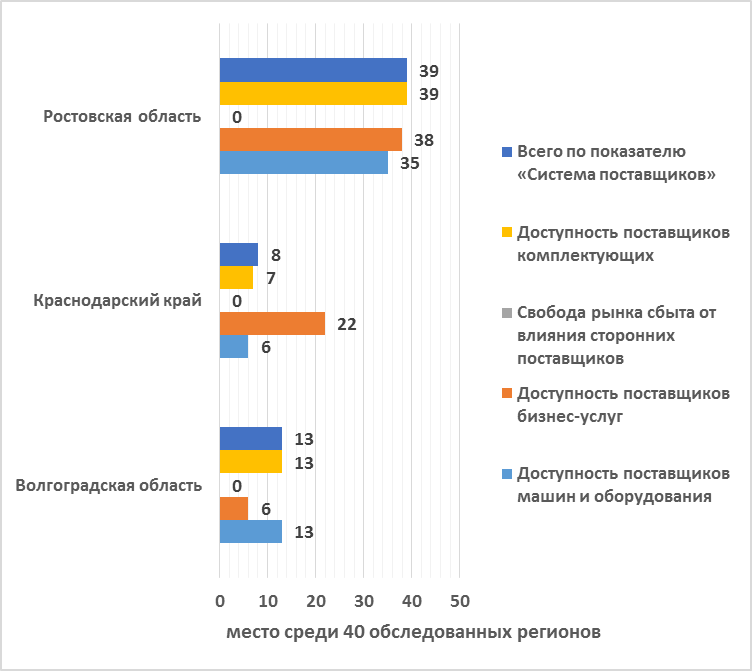 Ростовская область
39
39
0
38
35
Краснодарский край
8
7
0
22
6
Волгоградская область
13
13
0
6
13
0 10 20 30 40 50
место среди 40 обследованных регионов
Всего по показателю
«Система поставщиков»
Доступность поставщиков
комплектующих
Свобода рынка сбыта от
влияния сторонних
поставщиков
Доступность поставщиков
бизнес-услуг
Доступность поставщиков
машин и оборудования